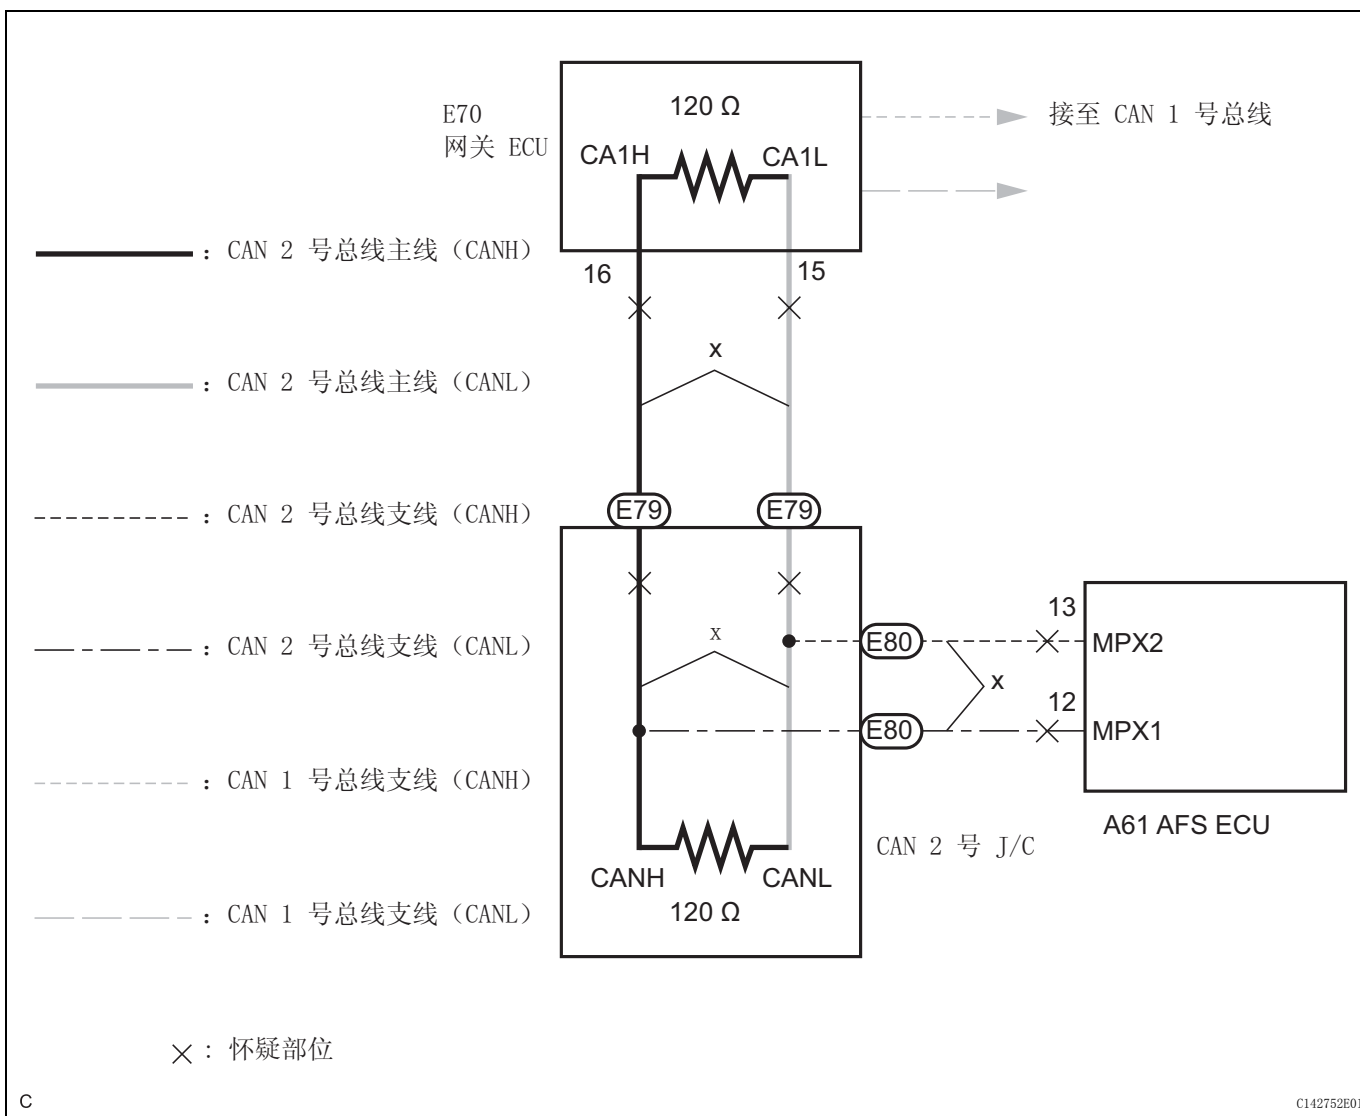 E70
网关 ECU
120 Ω
CA1H
CA1L
接至 CAN 1 号总线
16
15
: CAN 2 号总线主线（CANH）
x
: CAN 2 号总线主线（CANL）
E79
E79
: CAN 2 号总线支线（CANH）
x
E80
13
MPX2
: CAN 2 号总线支线（CANL）
x
E80
12
MPX1
: CAN 1 号总线支线（CANH）
A61 AFS ECU
CAN 2 号 J/C
CANH
CANL
120 Ω
: CAN 1 号总线支线（CANL）
: 怀疑部位
C
C142752E01